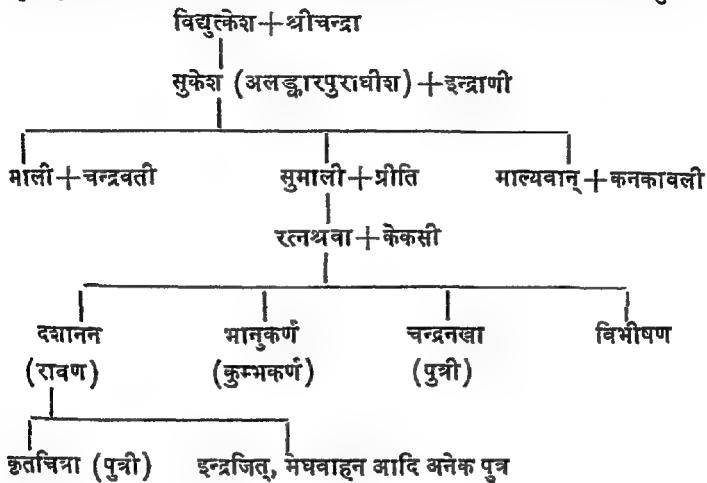 विद्युत्केश+श्रीचन्द्रा
सुकेश (अलङ्कारपुराधीश)+इन्द्राणी
माली+चन्द्रवती सुमाली+प्रीति माल्यवान्+कनकावली
रत्नश्रवा+केकसी
दशानन भानुकर्ण चन्द्रनखा विभीषण
(रावण) (कुम्भकर्ण) (पुत्री)
कृतचित्रा (पुत्री) इन्द्रजित्, मेघवाहन आदि अनेक पुत्र